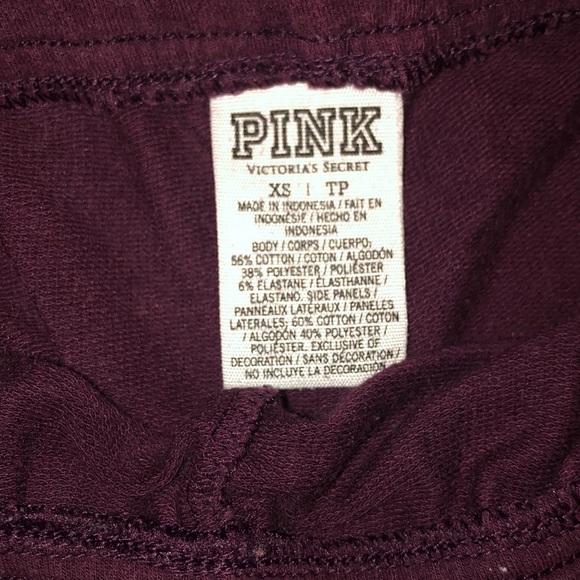 PINK
VICTORIA'S SECRET
XS | TP
MADE IN INDONESIA / FAIT EN
INDONÉSIE / HECHO EN
INDONESIA
BODY / CORPS / CUERPO;
56% COTTON / COTON / ALGODÓN
38% POLYESTER / POLIÉSTER
6% ELASTANE / ÉLASTHANNE /
ELASTANO. SIDE PANELS /
PANNEAUX LATÉRAUX / PANELES
LATERALES; 60% COTTON / COTON
/ ALGODÓN 40% POLYESTER /
POLIÉSTER. EXCLUSIVE OF
DECORATION / SANS DÉCORATION /
NO INCLUYE LA DECORACIÓN